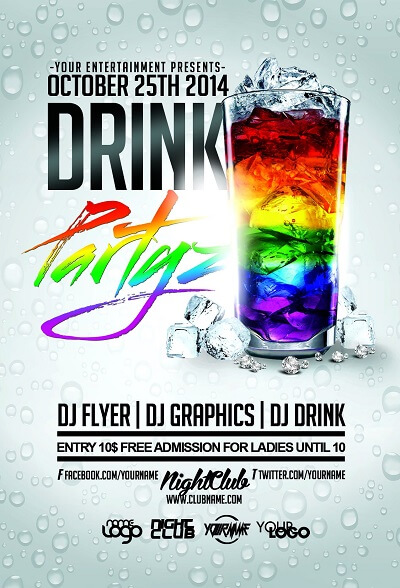 -YOUR ENTERTAINMENT PRESENTS-
OCTOBER 25TH 2014
DRINK
Partyz
DJ FLYER | DJ GRAPHICS | DJ DRINK
ENTRY 10$ FREE ADMISSION FOR LADIES UNTIL 10
F FACEBOOK.COM/YOURNAME NightClub T TWITTER.COM/YOURNAME
WWW.CLUBNAME.COM
NAME LOGO NIGHT CLUB YOURNAME YOUR LOGO